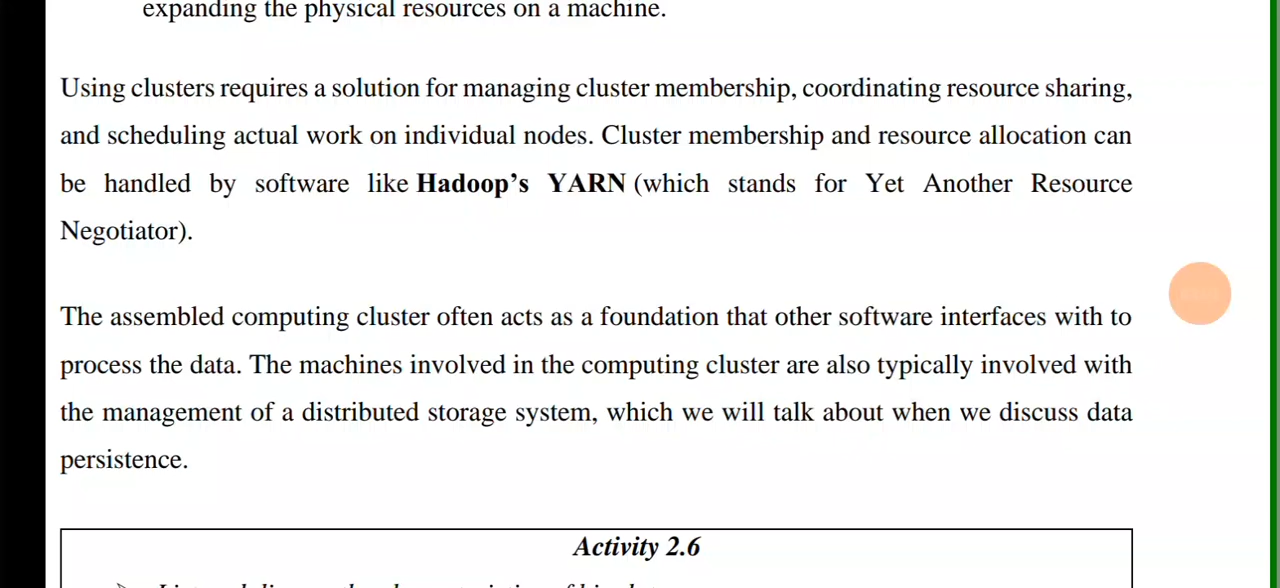 expanding the physical resources on a machine.
Using clusters requires a solution for managing cluster membership, coordinating resource sharing,
and scheduling actual work on individual nodes. Cluster membership and resource allocation can
be handled by software like Hadoop’s YARN (which stands for Yet Another Resource
Negotiator).
The assembled computing cluster often acts as a foundation that other software interfaces with to
process the data. The machines involved in the computing cluster are also typically involved with
the management of a distributed storage system, which we will talk about when we discuss data
persistence.
Activity 2.6